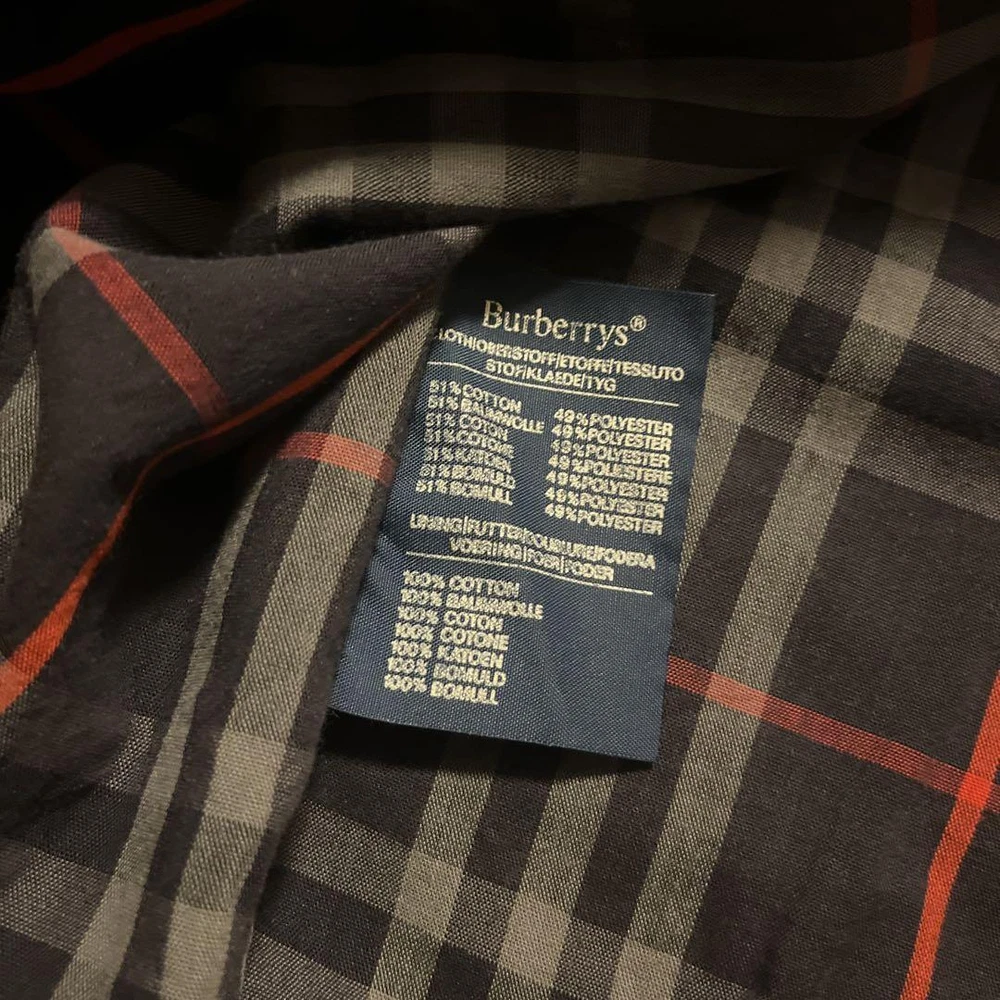 Burberrys®
LOTH|OBERSTOFF|ETOFFE|TESSUTO
STOF|KLAEDE|TYG
51% COTTON 49% POLYESTER
51% BAUMWOLLE 49% POLYESTER
51% COTON 49% POLYESTER
51% COTONE 49% POLIESTERE
51% KATOEN 49% POLYESTER
51% BOMULD 49% POLYESTER
51% BOMULL 49% POLYESTER
LINING|FUTTER|DOUBLURE|FODERA
VOERING|FOER|FODER
100% COTTON
100% BAUMWOLLE
100% COTON
100% COTONE
100% KATOEN
100% BOMULD
100% BOMULL